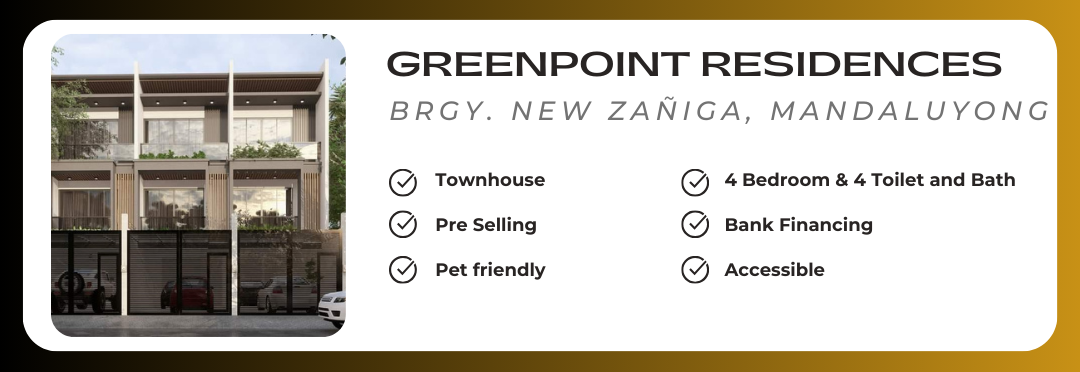 GREENPOINT RESIDENCES
BRGY. NEW ZAÑIGA, MANDALUYONG
Townhouse
Pre Selling
Pet friendly
4 Bedroom & 4 Toilet and Bath
Bank Financing
Accessible